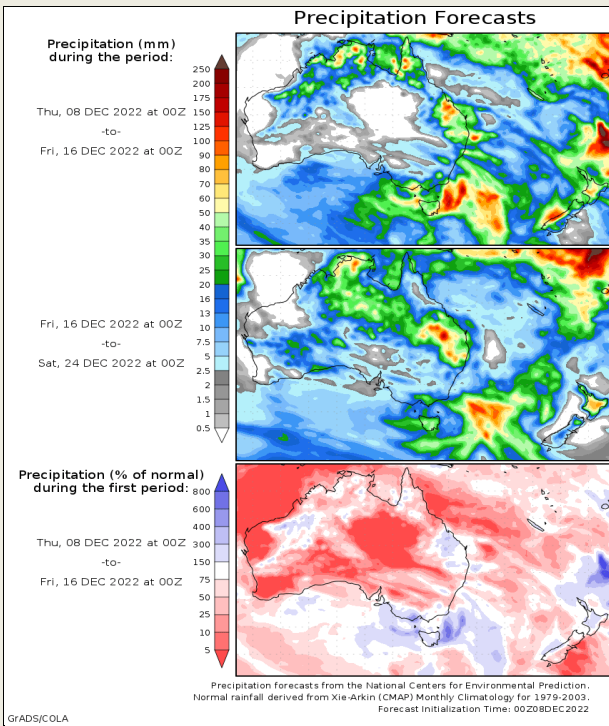 Precipitation Forecasts
Precipitation (mm)
during the period:
Thu, 08 DEC 2022 at 00Z
-to-
Fri, 16 DEC 2022 at 00Z
250
200
175
150
125
100
90
80
70
60
50
40
35
30
25
20
16
13
10
7.5
5
2.5
2
1.5
1
0.5
Fri, 16 DEC 2022 at 00Z
-to-
Sat, 24 DEC 2022 at 00Z
Precipitation (% of normal)
during the first period:
Thu, 08 DEC 2022 at 00Z
-to-
Fri, 16 DEC 2022 at 00Z
800
600
400
300
150
75
50
25
10
5
Precipitation forecasts from the National Centers for Environmental Prediction.
Normal rainfall derived from Xie-Arkin (CMAP) Monthly Climatology for 1979-2003.
Forecast Initialization Time: 00Z08DEC2022
GrADS/COLA